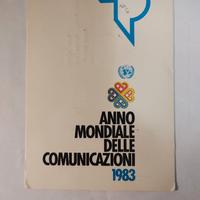 ANNO
MONDIALE
DELLE
COMUNICAZIONI
1983